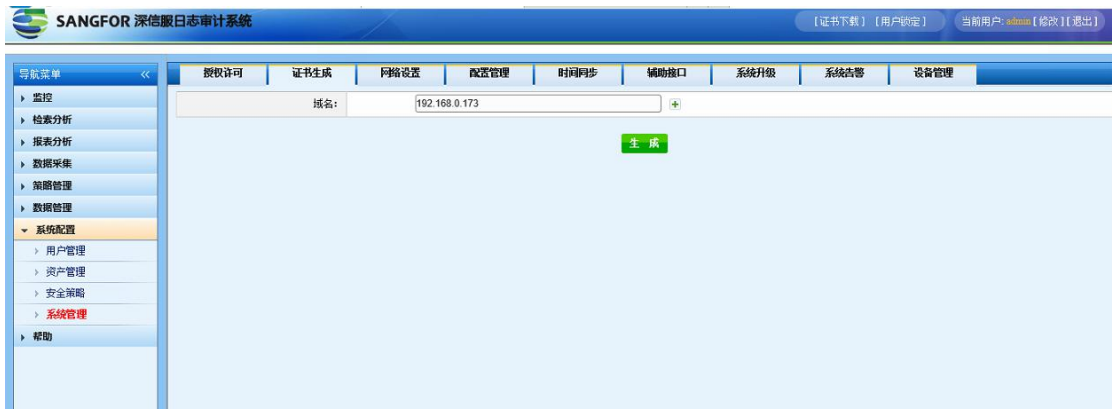 SANGFOR 深信服日志审计系统
[证书下载] [用户锁定] 当前用户: admin [修改] [退出]
导航菜单 «
授权许可 证书生成 网络设置 配置管理 时间同步 辅助接口 系统升级 系统告警 设备管理
监控
域名: 192.168.0.173
检索分析
报表分析
生 成
数据采集
策略管理
数据管理
系统配置
用户管理
资产管理
安全策略
系统管理
帮助